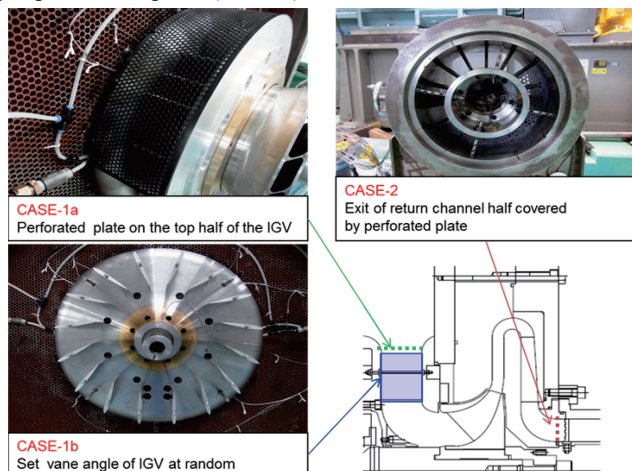 CASE-1a
Perforated plate on the top half of the IGV
CASE-2
Exit of return channel half covered
by perforated plate
CASE-1b
Set vane angle of IGV at random